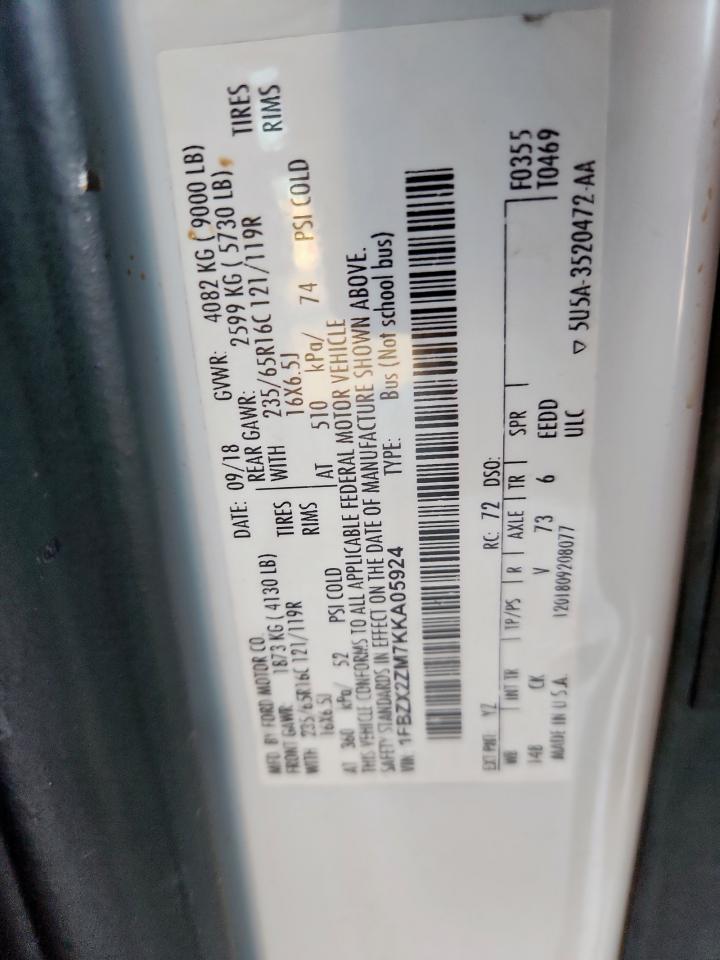 MFD. BY FORD MOTOR CO. DATE: 09/18 GVWR: 4082 KG ( 9000 LB)
FRONT GAWR: 1873 KG ( 4130 LB) REAR GAWR: 2599 KG ( 5730 LB)
WITH 235/65R16C 121/119R TIRES WITH 235/65R16C 121/119R TIRES
16X6.5J RIMS 16X6.5J RIMS
AT 360 kPa/ 52 PSI COLD AT 510 kPa/ 74 PSI COLD
THIS VEHICLE CONFORMS TO ALL APPLICABLE FEDERAL MOTOR VEHICLE
SAFETY STANDARDS IN EFFECT ON THE DATE OF MANUFACTURE SHOWN ABOVE.
VIN: 1FBZX2ZM7KKA05924 TYPE: Bus (Not school bus)
EXT PNT: YZ RC: 72 DSO:
WB INT TR TP/PS R AXLE TR SPR F0355
148 CK V 73 6 EEDD T0469
MADE IN U.S.A. 1201809208077 ULC
▽ 5U5A-3520472-AA